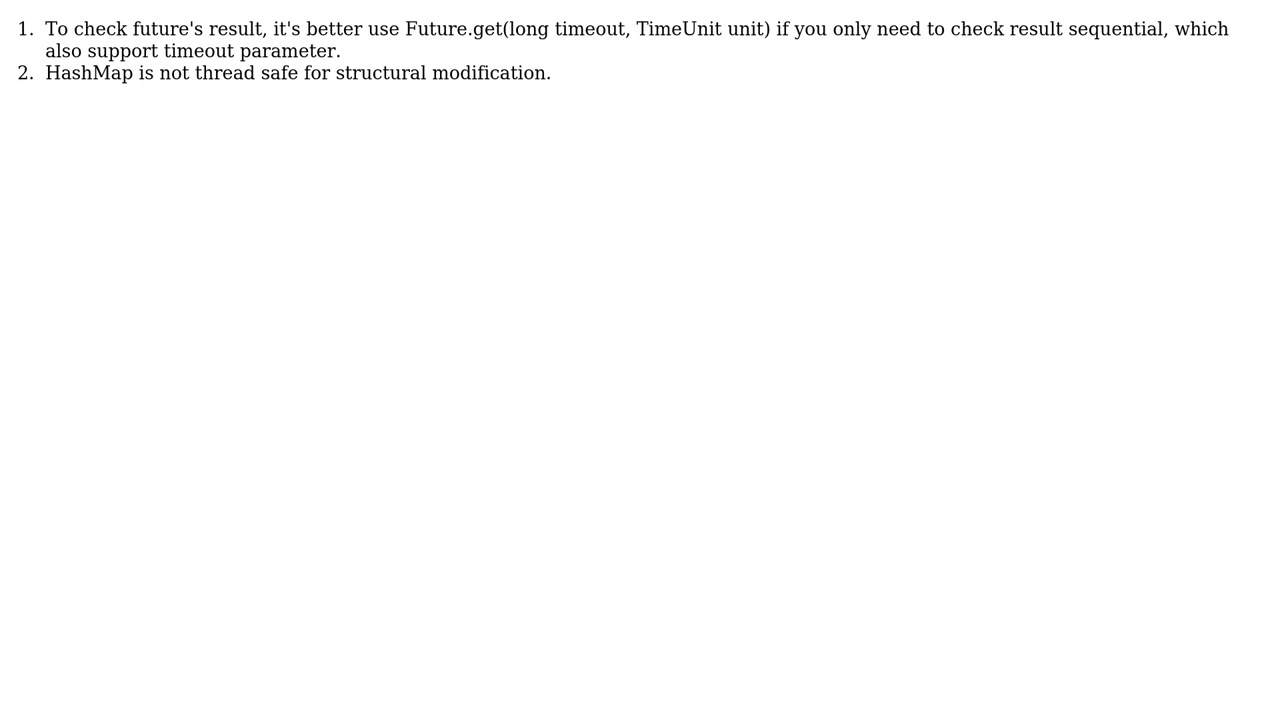 1. To check future's result, it's better use Future.get(long timeout, TimeUnit unit) if you only need to check result sequential, which
also support timeout parameter.
2. HashMap is not thread safe for structural modification.